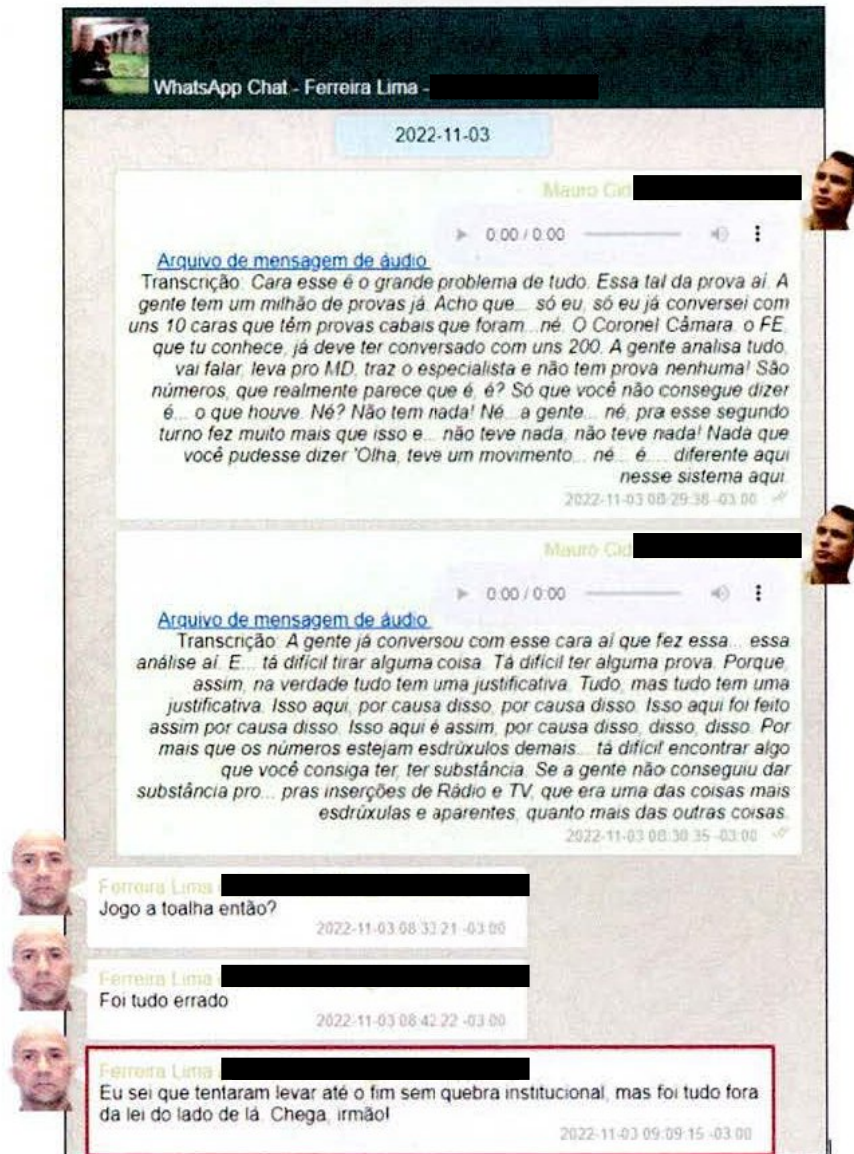 WhatsApp Chat - Ferreira Lima -
2022-11-03
Mauro Cid
0:00 / 0:00
Arquivo de mensagem de áudio
Transcrição: Cara esse é o grande problema de tudo. Essa tal da prova aí. A
gente tem um milhão de provas já. Acho que... só eu, só eu já conversei com
uns 10 caras que têm provas cabais que foram...né. O Coronel Câmara, o FE,
que tu conhece, já deve ter conversado com uns 200. A gente analisa tudo,
vai falar, leva pro MD, traz o especialista e não tem prova nenhuma! São
números, que realmente parece que é, é? Só que você não consegue dizer
é... o que houve. Né? Não tem nada! Né...a gente... né, pra esse segundo
turno fez muito mais que isso e... não teve nada, não teve nada! Nada que
você pudesse dizer 'Olha, teve um movimento... né... é.... diferente aqui
nesse sistema aqui.
2022-11-03 08:29:38 -03:00
Mauro Cid
0:00 / 0:00
Arquivo de mensagem de áudio
Transcrição: A gente já conversou com esse cara aí que fez essa... essa
análise aí. E... tá difícil tirar alguma coisa. Tá difícil ter alguma prova. Porque,
assim, na verdade tudo tem uma justificativa. Tudo, mas tudo tem uma
justificativa. Isso aqui, por causa disso, por causa disso. Isso aqui foi feito
assim por causa disso. Isso aqui é assim, por causa disso, disso, disso. Por
mais que os números estejam esdrúxulos demais... tá difícil encontrar algo
que você consiga ter, ter substância. Se a gente não conseguiu dar
substância pro... pras inserções de Rádio e TV, que era uma das coisas mais
esdrúxulas e aparentes, quanto mais das outras coisas.
2022-11-03 08:30:35 -03:00
Ferreira Lima
Jogo a toalha então?
2022-11-03 08:33:21 -03:00
Ferreira Lima
Foi tudo errado
2022-11-03 08:42:22 -03:00
Ferreira Lima
Eu sei que tentaram levar até o fim sem quebra institucional, mas foi tudo fora
da lei do lado de lá. Chega, irmão!
2022-11-03 09:09:15 -03:00